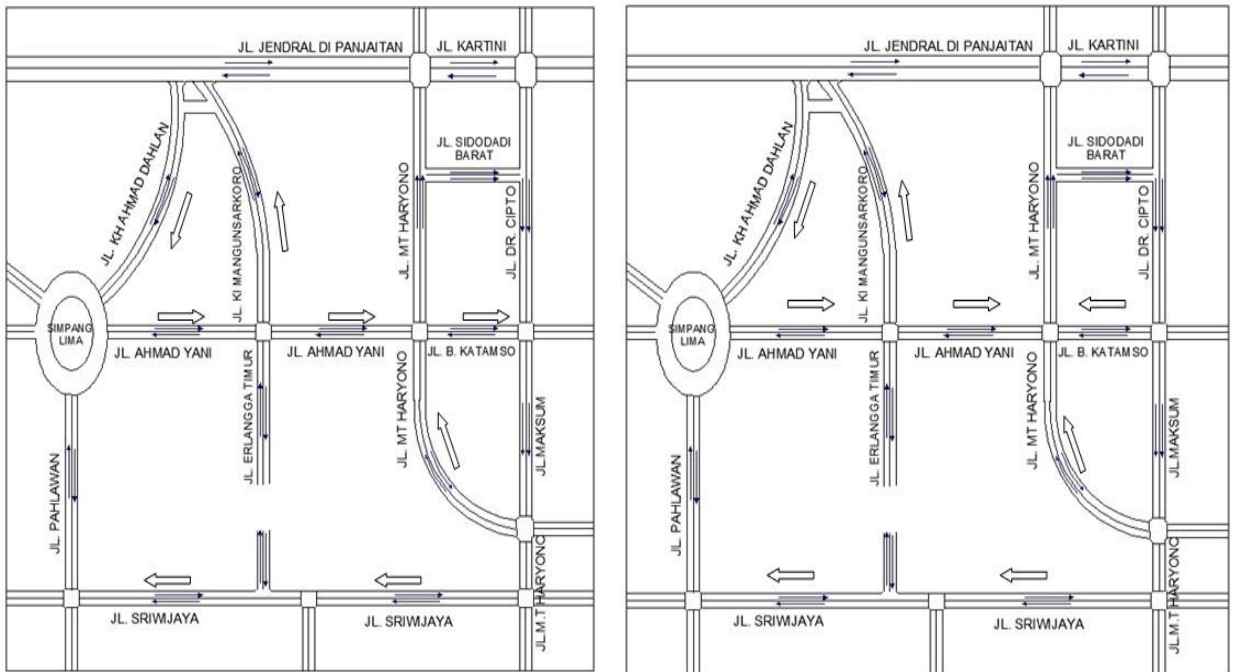 JL. JENDRAL DI PANJAITAN
JL. KARTINI
JL. SIDODADI
BARAT
JL. KH AHMAD DAHLAN
JL. KI MANGUNSARKORO
JL. MT HARYONO
JL. DR. CIPTO
SIMPANG
LIMA
JL. AHMAD YANI
JL. AHMAD YANI
JL. B. KATAMSO
JL. ERLANGGA TIMUR
JL. MT HARYONO
JL.MAKSUM
JL. PAHLAWAN
JL.M.T HARYONO
JL. SRIWIJAYA
JL. SRIWIJAYA
JL. JENDRAL DI PANJAITAN
JL. KARTINI
JL. SIDODADI
BARAT
JL. KH AHMAD DAHLAN
JL. KI MANGUNSARKORO
JL. MT HARYONO
JL. DR. CIPTO
SIMPANG
LIMA
JL. AHMAD YANI
JL. AHMAD YANI
JL. B. KATAMSO
JL. ERLANGGA TIMUR
JL. MT HARYONO
JL.MAKSUM
JL. PAHLAWAN
JL.M.T HARYONO
JL. SRIWIJAYA
JL. SRIWIJAYA